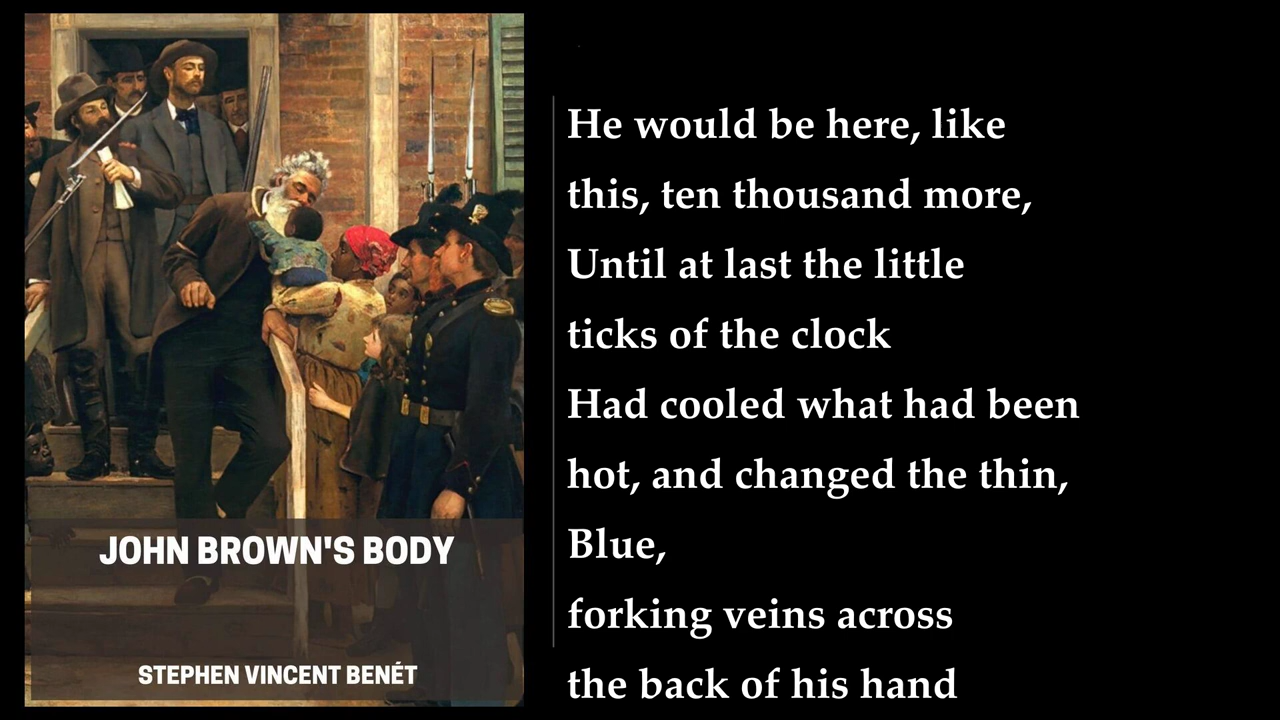 JOHN BROWN'S BODY
STEPHEN VINCENT BENÉT
He would be here, like
this, ten thousand more,
Until at last the little
ticks of the clock
Had cooled what had been
hot, and changed the thin,
Blue,
forking veins across
the back of his hand